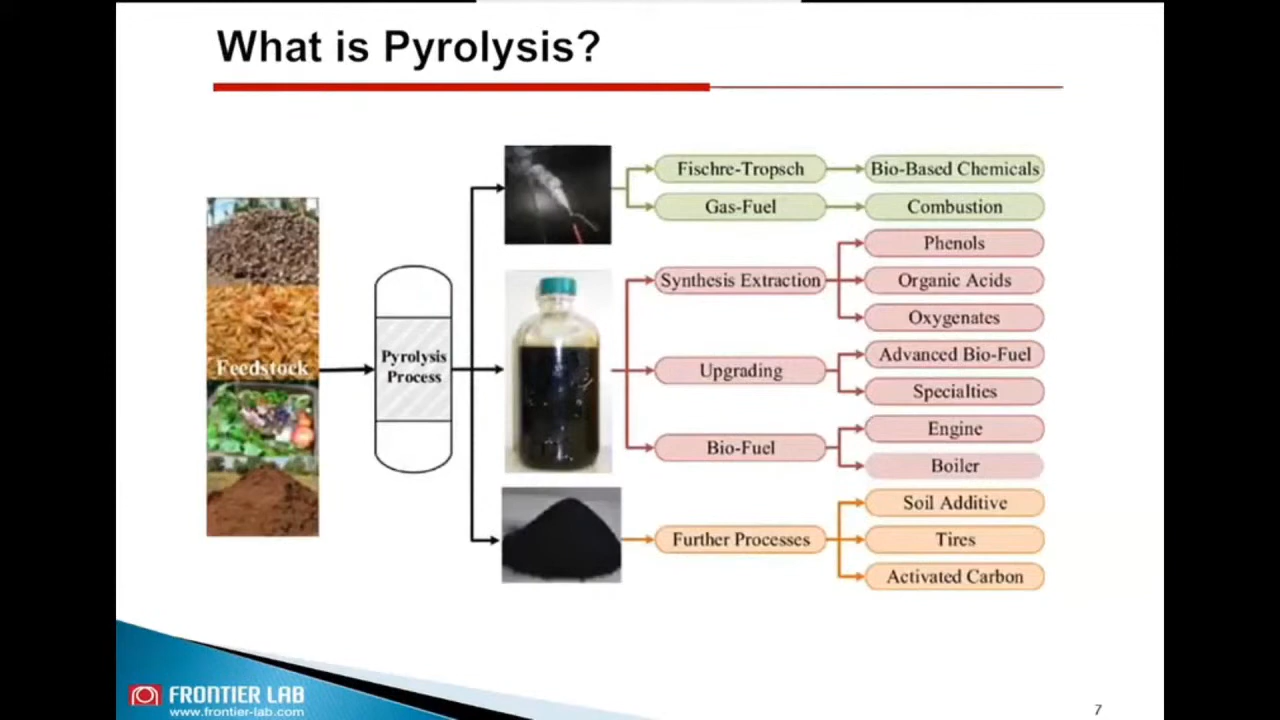 What is Pyrolysis?
Feedstock
Pyrolysis
Process
Fischre-Tropsch
Bio-Based Chemicals
Gas-Fuel
Combustion
Synthesis Extraction
Phenols
Organic Acids
Oxygenates
Upgrading
Advanced Bio-Fuel
Specialties
Bio-Fuel
Engine
Boiler
Further Processes
Soil Additive
Tires
Activated Carbon
FRONTIER LAB
www.frontier-lab.com
7